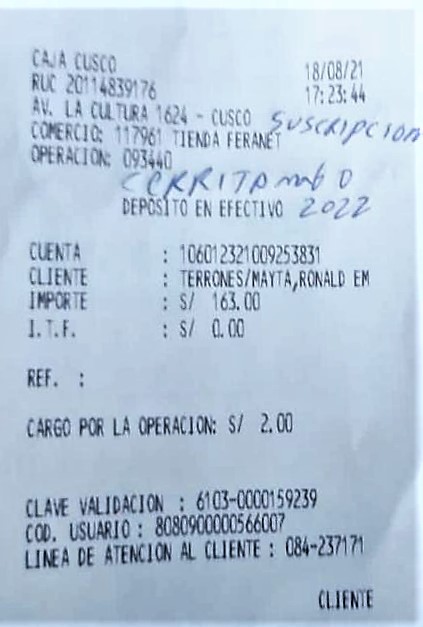 CAJA CUSCO
18/08/21
RUC 20114839176
17:23:44
AV. LA CULTURA 1624 - CUSCO
SUSCRIPCION
COMERCIO: 117961 TIENDA FERANET
OPERACION: 093440
DEPOSITO EN EFECTIVO 2022
CUENTA : 106012321009253831
CLIENTE : TERRONES/MAYTA,RONALD EM
IMPORTE : S/ 163.00
I.T.F. : S/ 0.00
REF. :
CARGO POR LA OPERACION: S/ 2.00
CLAVE VALIDACION : 6103-0000159239
COD. USUARIO : 8080900000566007
LINEA DE ATENCION AL CLIENTE : 084-237171
CLIENTE